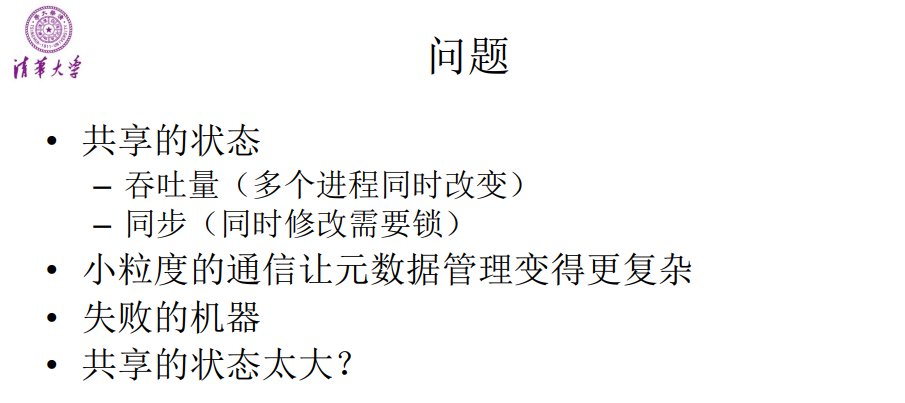 清华大学
问题
• 共享的状态
– 吞吐量（多个进程同时改变）
– 同步（同时修改需要锁）
• 小粒度的通信让元数据管理变得更复杂
• 失败的机器
• 共享的状态太大？